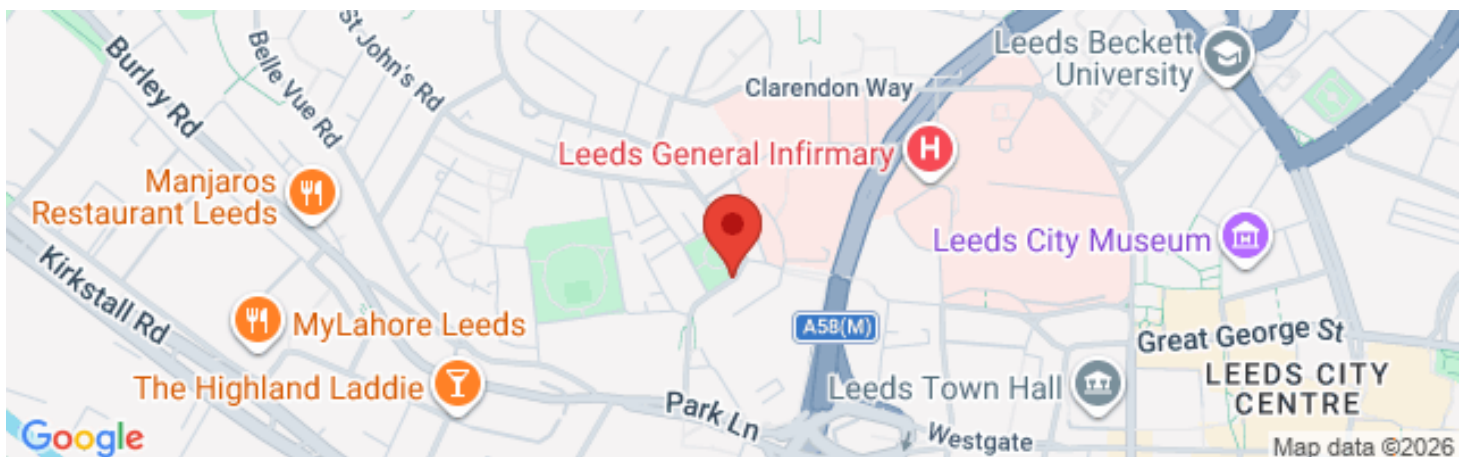 Burley Rd
Belle Vue Rd
St John's Rd
Clarendon Way
Leeds Beckett
University
Leeds General Infirmary
H
Manjaros
Restaurant Leeds
Leeds City Museum
Kirkstall Rd
MyLahore Leeds
A58(M)
Great George St
The Highland Laddie
Leeds Town Hall
LEEDS CITY
CENTRE
Park Ln
Westgate
Google
Map data ©2026